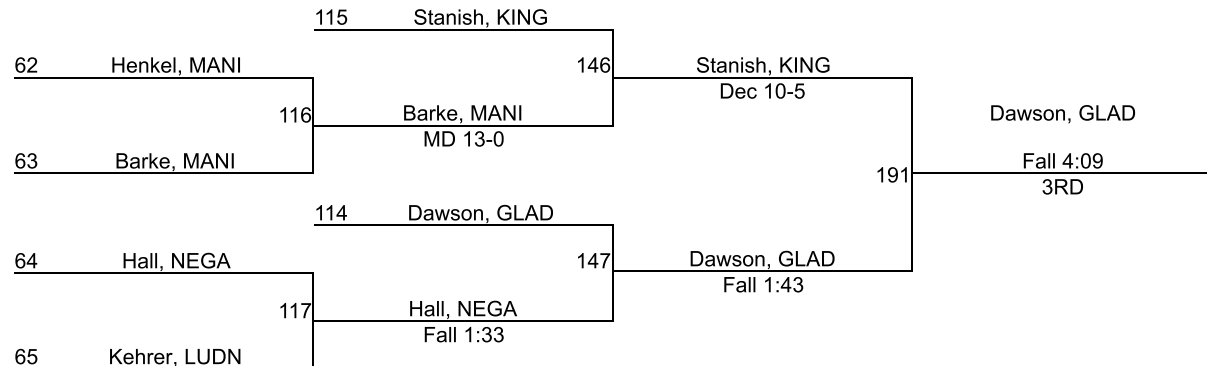 115 Stanish, KING
62 Henkel, MANI
146 Stanish, KING
Dec 10-5
116 Barke, MANI
MD 13-0
Dawson, GLAD
63 Barke, MANI
191 Fall 4:09
3RD
114 Dawson, GLAD
64 Hall, NEGA
147 Dawson, GLAD
Fall 1:43
117 Hall, NEGA
Fall 1:33
65 Kehrer, LUDN